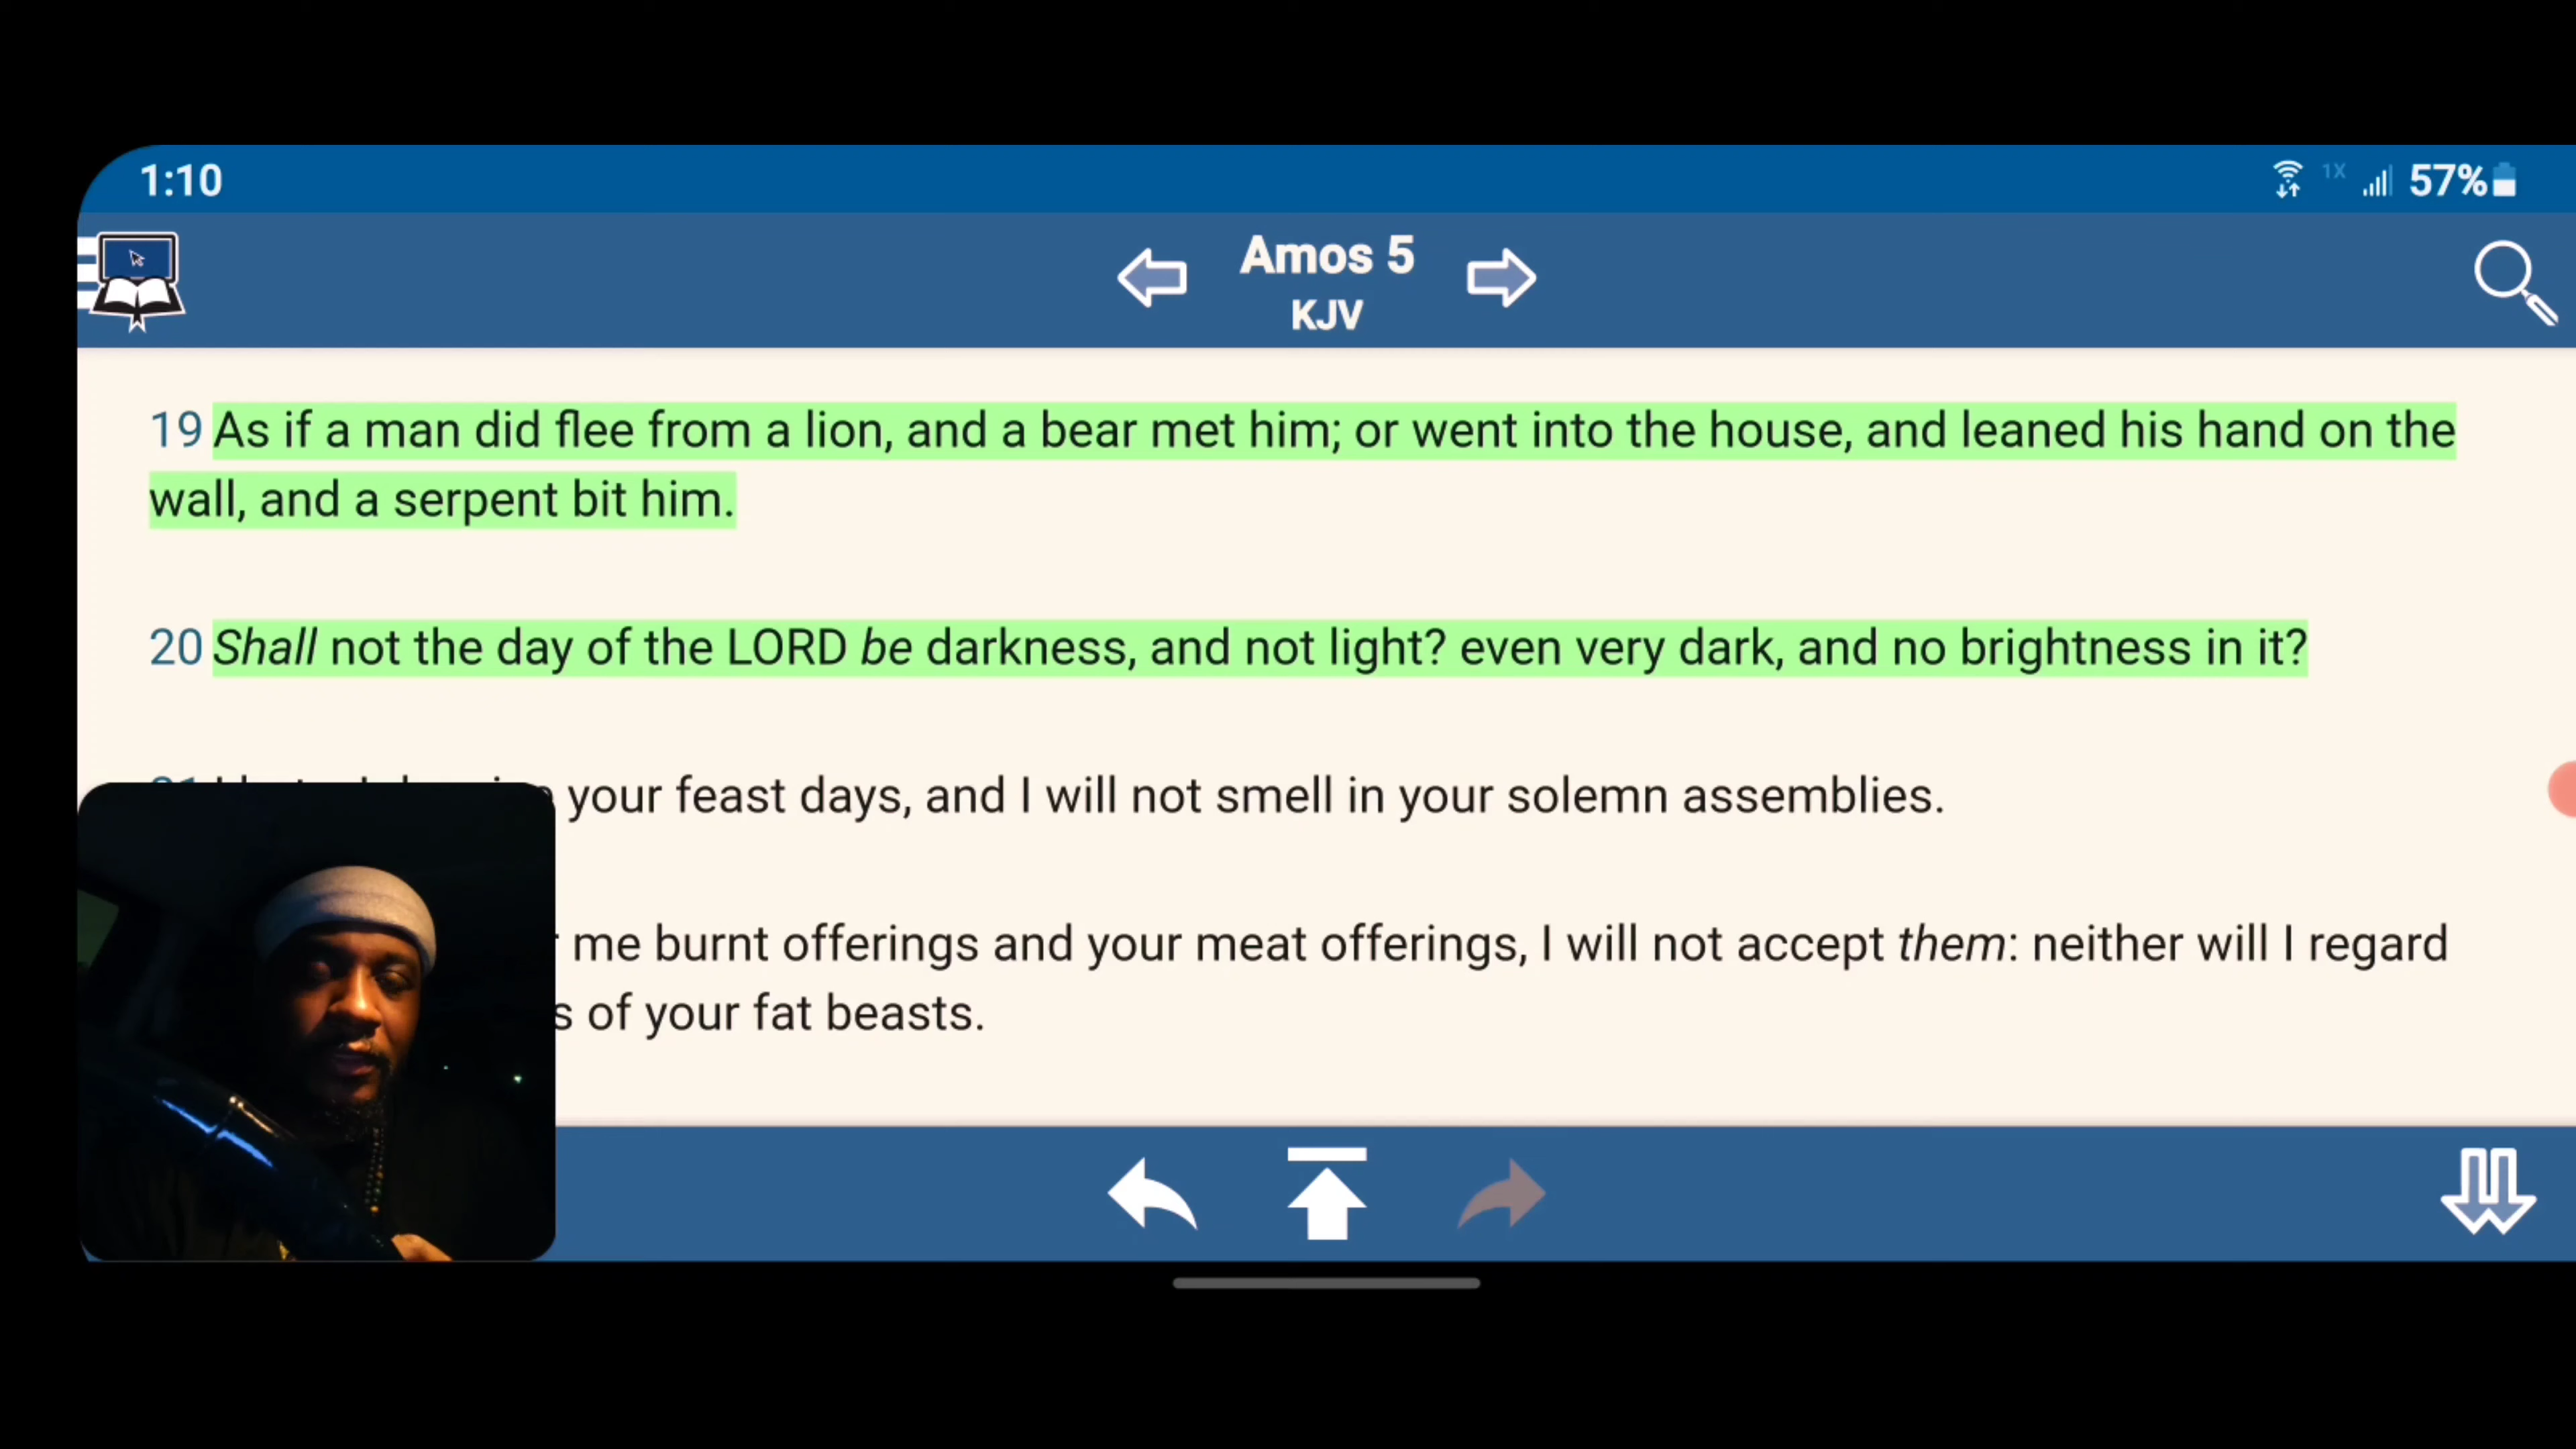 1:10
1X
57%
Amos 5
KJV
19 As if a man did flee from a lion, and a bear met him; or went into the house, and leaned his hand on the
wall, and a serpent bit him.
20 Shall not the day of the LORD be darkness, and not light? even very dark, and no brightness in it?
your feast days, and I will not smell in your solemn assemblies.
me burnt offerings and your meat offerings, I will not accept them: neither will I regard
of your fat beasts.